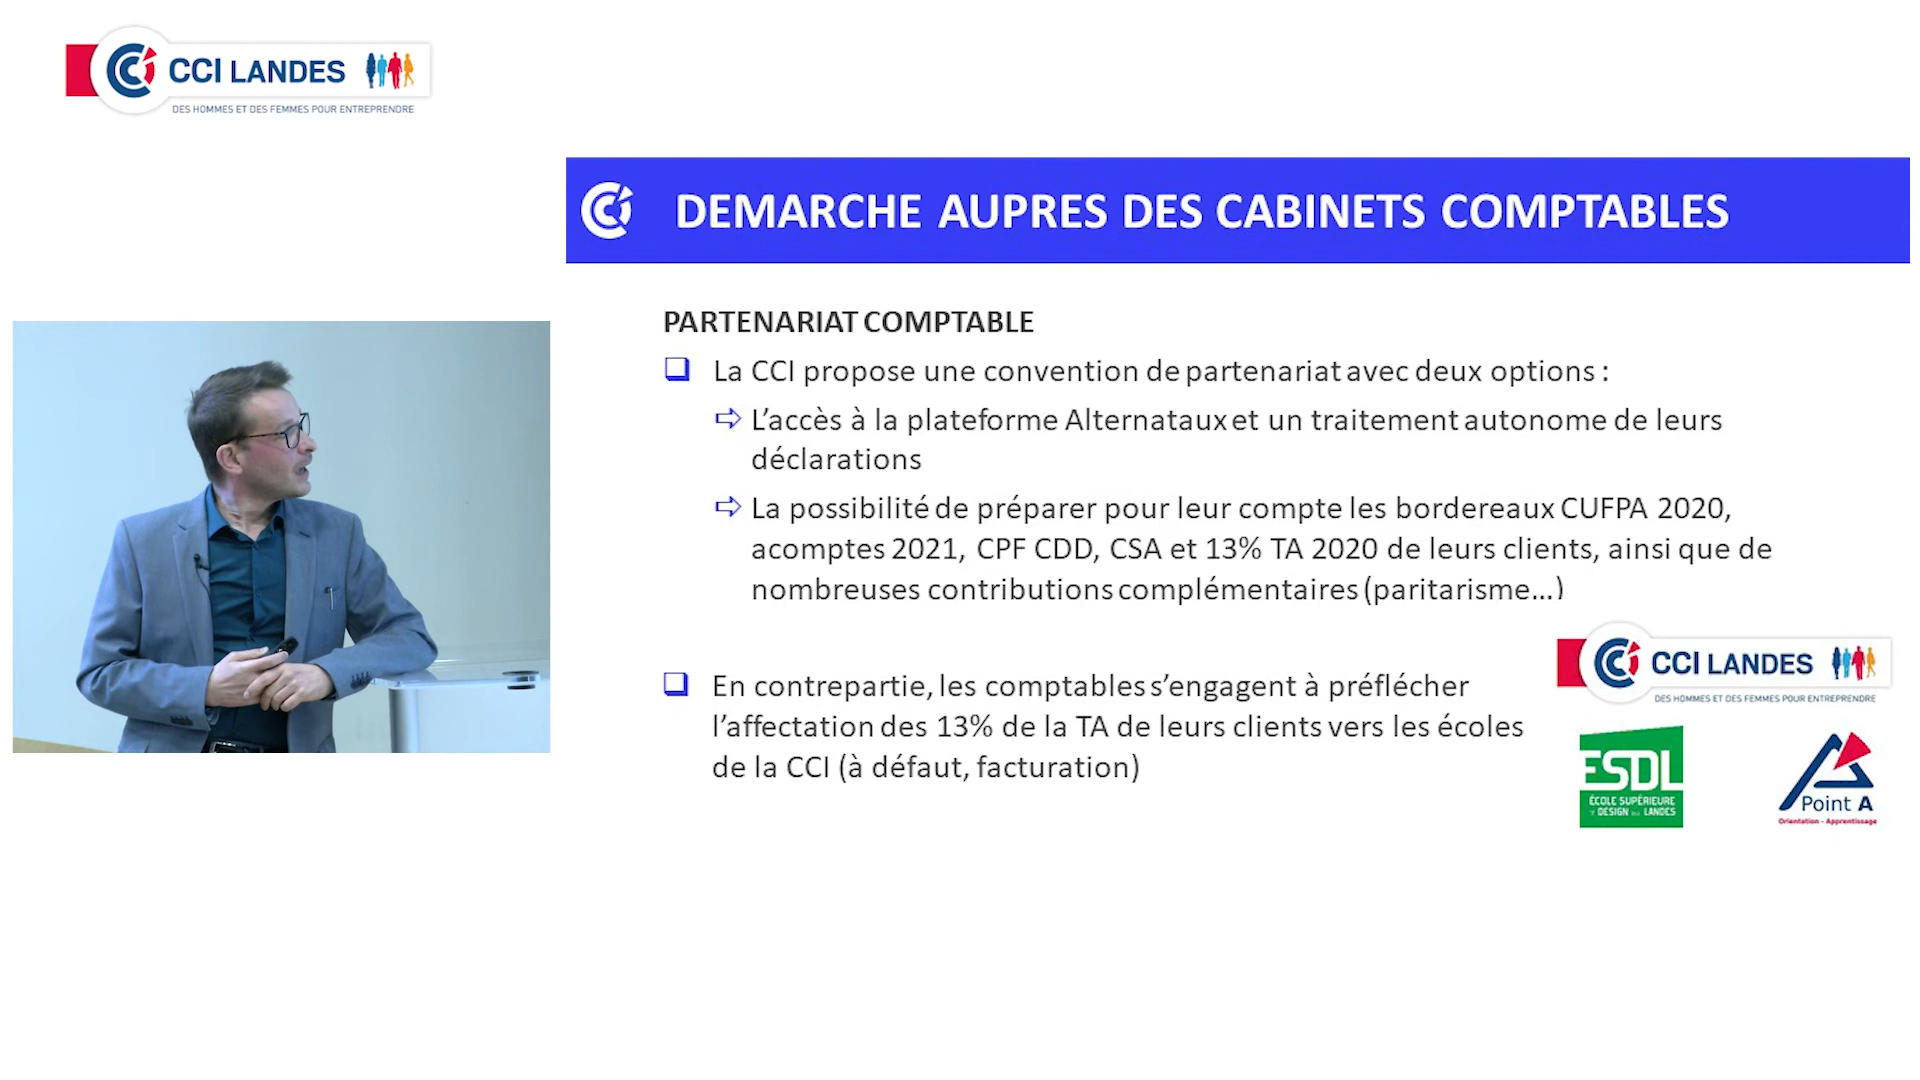 CCI LANDES
DES HOMMES ET DES FEMMES POUR ENTREPRENDRE
DEMARCHE AUPRES DES CABINETS COMPTABLES
PARTENARIAT COMPTABLE
La CCI propose une convention de partenariat avec deux options :
L'accès à la plateforme Alternataux et un traitement autonome de leurs
déclarations
La possibilité de préparer pour leur compte les bordereaux CUFPA 2020,
acomptes 2021, CPF CDD, CSA et 13% TA 2020 de leurs clients, ainsi que de
nombreuses contributions complémentaires (paritarisme...)
En contrepartie, les comptables s'engagent à préflécher
l'affectation des 13% de la TA de leurs clients vers les écoles
de la CCI (à défaut, facturation)
CCI LANDES
DES HOMMES ET DES FEMMES POUR ENTREPRENDRE
ESDL
ÉCOLE SUPÉRIEURE
DESIGN LANDES
Point A
Orientation - Apprentissage